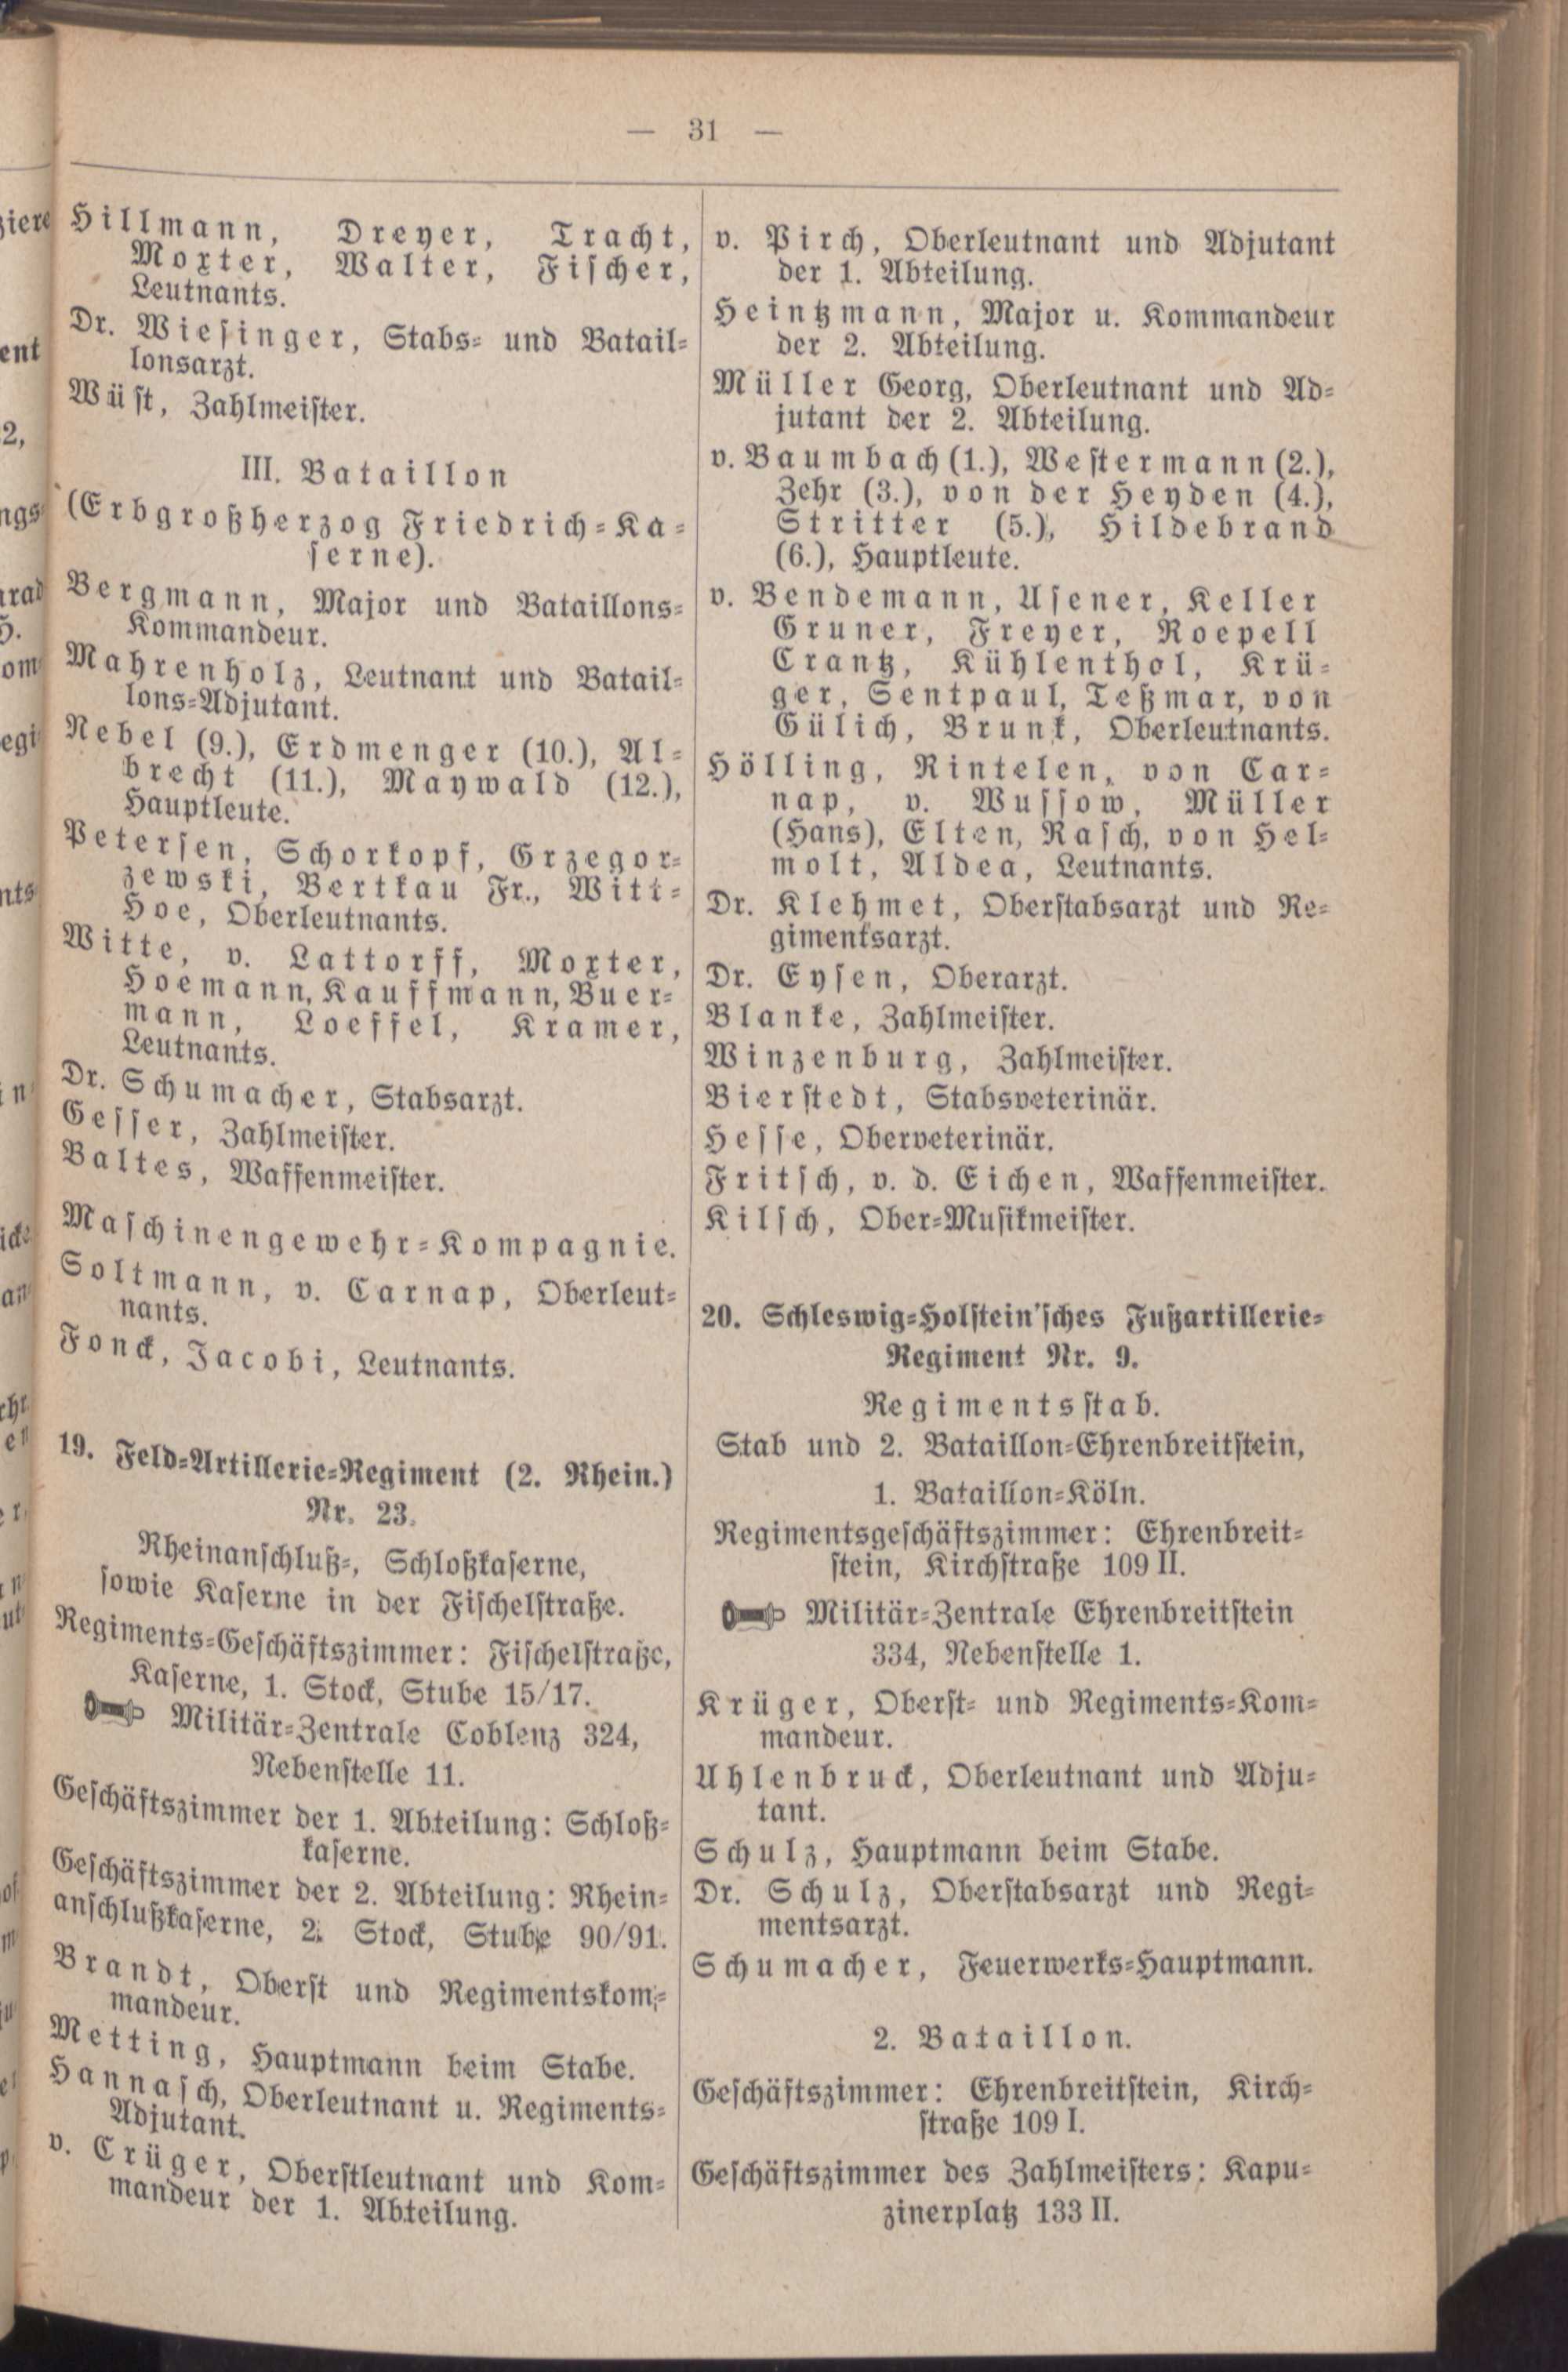 — 31 —
Hillmann, Dreyer, Tracht,
Moxter, Walter, Fischer,
Leutnants.
Dr. Wiesinger, Stabs- und Batail-
lonsarzt.
Wüst, Zahlmeister.
III. Bataillon
(Erbgroßherzog Friedrich-Ka-
serne).
Bergmann, Major und Bataillons-
Kommandeur.
Mahrenholz, Leutnant und Batail-
lons-Adjutant.
Nebel (9.), Erdmenger (10.), Al-
brecht (11.), Maywald (12.),
Hauptleute.
Petersen, Schorkopf, Grzegor-
zewski, Bertkau Fr., Witt-
Hoe, Oberleutnants.
Witte, v. Lattorff, Moxter,
Hoemann, Kauffmann, Buer-
mann, Loeffel, Kramer,
Leutnants.
Dr. Schumacher, Stabsarzt.
Gesser, Zahlmeister.
Baltes, Waffenmeister.
Maschinengewehr-Kompagnie.
Soltmann, v. Carnap, Oberleut-
nants.
Fonck, Jacobi, Leutnants.
19. Feld-Artillerie-Regiment (2. Rhein.)
Nr. 23.
Rheinanschluß-, Schloßkaserne,
sowie Kaserne in der Fischelstraße.
Regiments-Geschäftszimmer: Fischelstraße,
Kaserne, 1. Stock, Stube 15/17.
Militär-Zentrale Coblenz 324,
Nebenstelle 11.
Geschäftszimmer der 1. Abteilung: Schloß-
kaserne.
Geschäftszimmer der 2. Abteilung: Rhein-
anschlußkaserne, 2. Stock, Stube 90/91.
Brandt, Oberst und Regimentskom-
mandeur.
Metting, Hauptmann beim Stabe.
Hannasch, Oberleutnant u. Regiments-
Adjutant.
v. Crüger, Oberstleutnant und Kom-
mandeur der 1. Abteilung.
v. Pirch, Oberleutnant und Adjutant
der 1. Abteilung.
Heintzmann, Major u. Kommandeur
der 2. Abteilung.
Müller Georg, Oberleutnant und Ad-
jutant der 2. Abteilung.
v. Baumbach (1.), Westermann (2.),
Zehr (3.), von der Heyden (4.),
Stritter (5.), Hildebrand
(6.), Hauptleute.
v. Bendemann, Usener, Keller
Gruner, Freyer, Roepell
Crantz, Kühlenthol, Krü-
ger, Sentpaul, Teßmar, von
Gülich, Brunk, Oberleutnants.
Hölling, Rintelen, von Car-
nap, v. Wussow, Müller
(Hans), Elten, Rasch, von Hel-
molt, Aldea, Leutnants.
Dr. Klehmet, Oberstabsarzt und Re-
gimentsarzt.
Dr. Eysen, Oberarzt.
Blanke, Zahlmeister.
Winzenburg, Zahlmeister.
Bierstedt, Stabsveterinär.
Hesse, Oberveterinär.
Fritsch, v. d. Eichen, Waffenmeister.
Kilsch, Ober-Musikmeister.
20. Schleswig-Holstein'sches Fußartillerie-
Regiment Nr. 9.
Regimentsstab.
Stab und 2. Bataillon-Ehrenbreitstein,
1. Bataillon-Köln.
Regimentsgeschäftszimmer: Ehrenbreit-
stein, Kirchstraße 109 II.
Militär-Zentrale Ehrenbreitstein
334, Nebenstelle 1.
Krüger, Oberst- und Regiments-Kom-
mandeur.
Uhlenbruck, Oberleutnant und Adju-
tant.
Schulz, Hauptmann beim Stabe.
Dr. Schulz, Oberstabsarzt und Regi-
mentsarzt.
Schumacher, Feuerwerks-Hauptmann.
2. Bataillon.
Geschäftszimmer: Ehrenbreitstein, Kirch-
straße 109 I.
Geschäftszimmer des Zahlmeisters: Kapu-
zinerplatz 133 II.